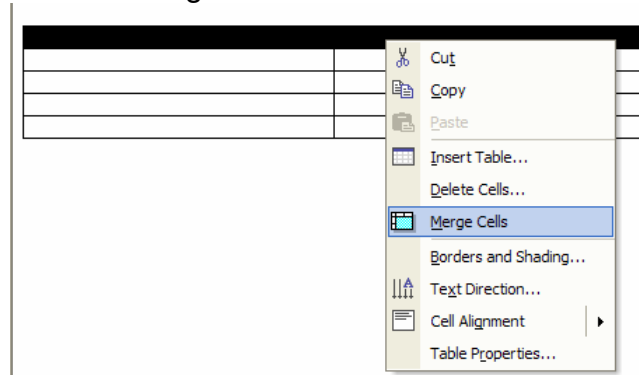 Cut
Copy
Paste
Insert Table...
Delete Cells...
Merge Cells
Borders and Shading...
Text Direction...
Cell Alignment
Table Properties...